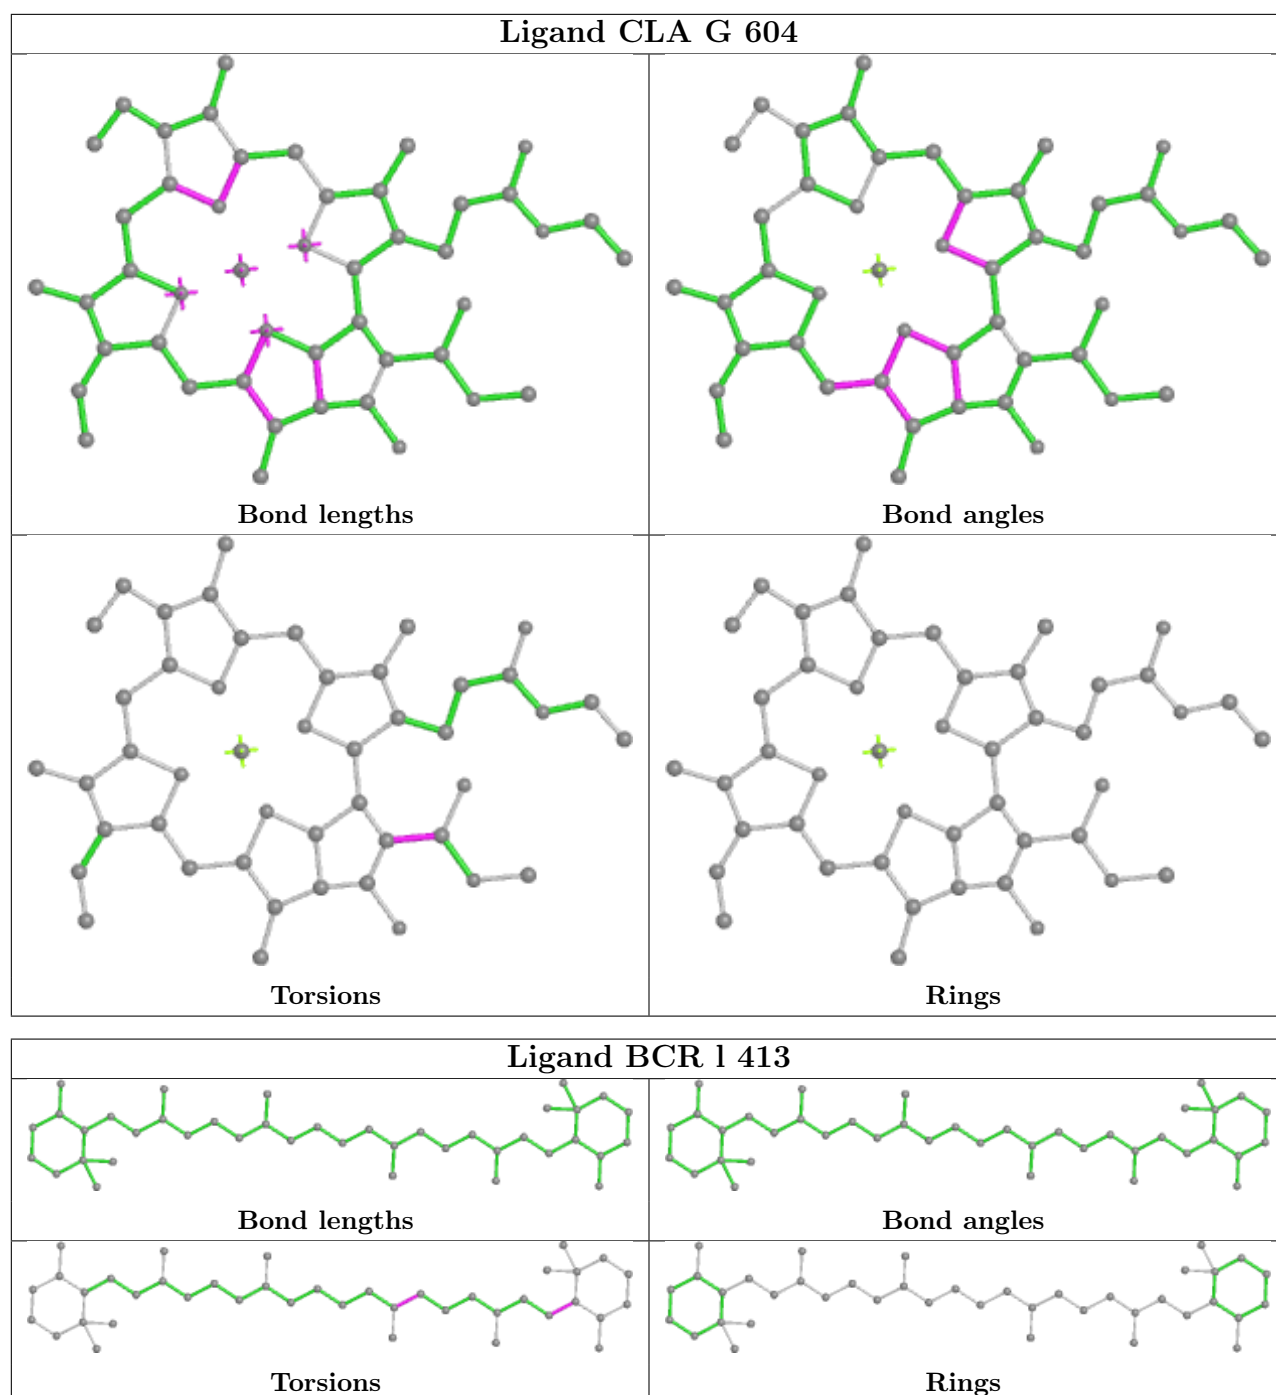 Ligand CLA G 604
Bond lengths
Bond angles
Torsions
Rings
Ligand BCR l 413
Bond lengths
Bond angles
Torsions
Rings